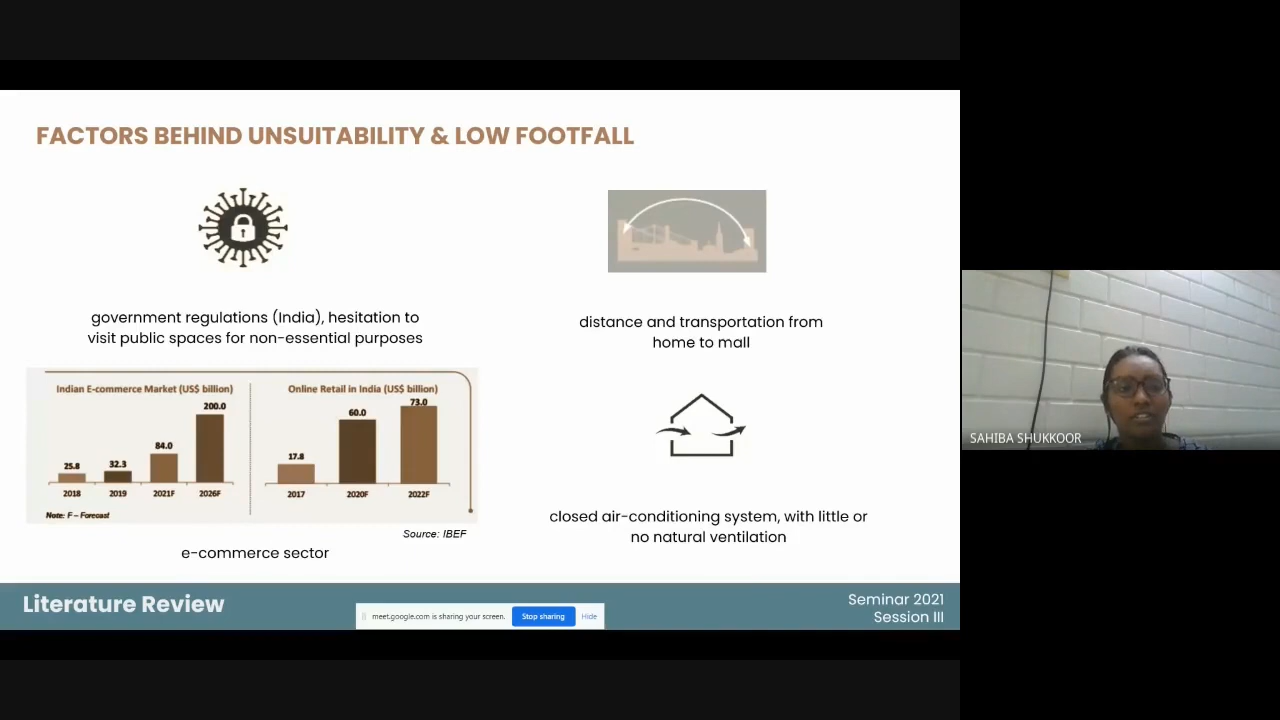 FACTORS BEHIND UNSUITABILITY & LOW FOOTFALL
government regulations (India), hesitation to
visit public spaces for non-essential purposes
distance and transportation from
home to mall
Indian E-commerce Market (US$ billion)
25.8
32.3
84.0
200.0
2018
2019
2021F
2026F
Note: F – Forecast
Online Retail in India (US$ billion)
17.8
60.0
73.0
2017
2020F
2022F
Source: IBEF
e-commerce sector
closed air-conditioning system, with little or
no natural ventilation
Literature Review
meet.google.com is sharing your screen.
Stop sharing
Hide
Seminar 2021
Session III
SAHIBA SHUKKOOR